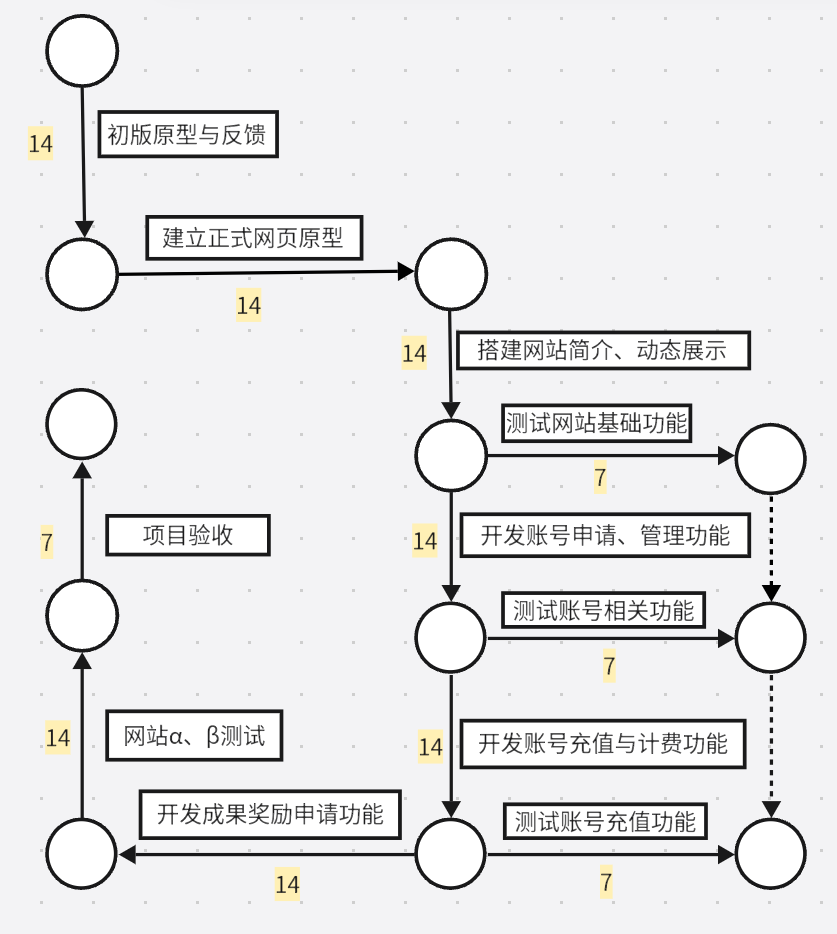 初版原型与反馈
14
建立正式网页原型
14
14
搭建网站简介、动态展示
测试网站基础功能
7
14
开发账号申请、管理功能
测试账号相关功能
7
14
开发账号充值与计费功能
测试账号充值功能
7
开发成果奖励申请功能
14
14
网站α、β测试
7
项目验收